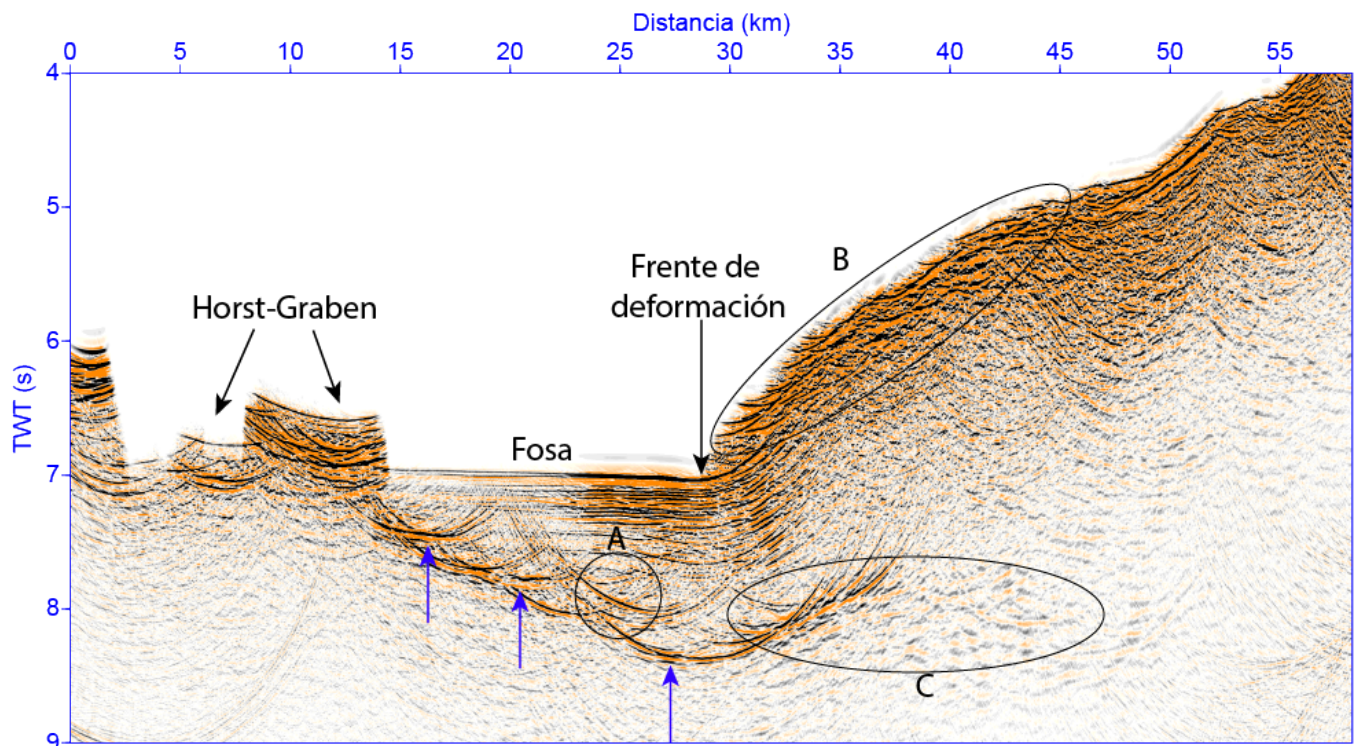 Distancia (km)
0 5 10 15 20 25 30 35 40 45 50 55
4
5
B
Frente de
deformación
Horst-Graben
6
TWT (s)
Fosa
7
A
8
C
9